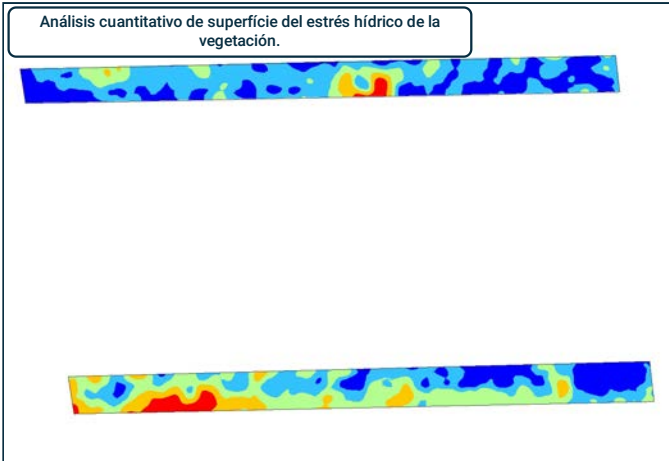 Análisis cuantitativo de superfície del estrés hídrico de la
vegetación.